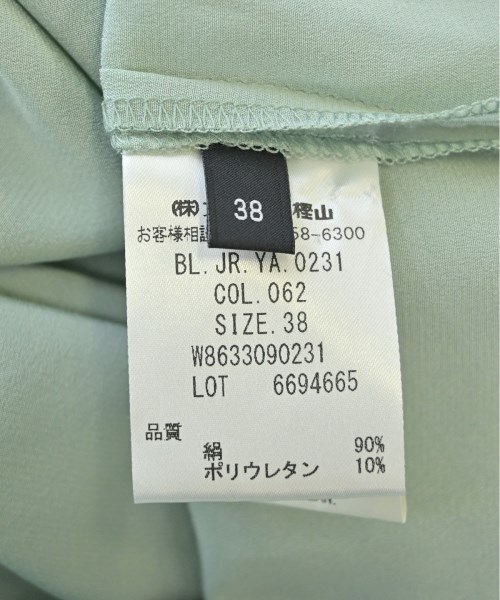 38
(株) 樫山
お客様相談 58-6300
BL.JR.YA.0231
COL.062
SIZE.38
W8633090231
LOT 6694665
品質
絹 90%
ポリウレタン 10%